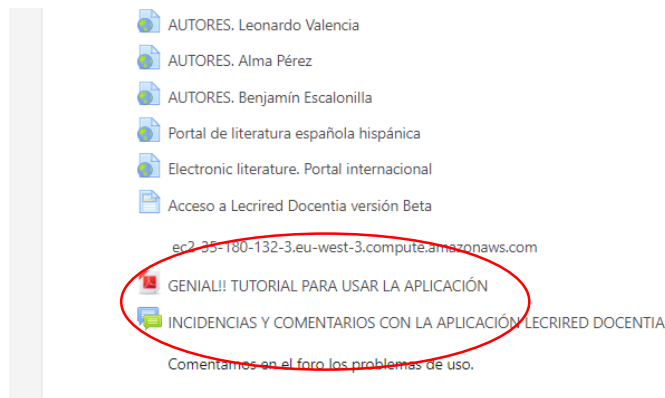 AUTORES. Leonardo Valencia
AUTORES. Alma Pérez
AUTORES. Benjamín Escalonilla
Portal de literatura española hispánica
Electronic literature. Portal internacional
Acceso a Lecrired Docentia versión Beta
ec2-35-180-132-3.eu-west-3.compute.amazonaws.com
GENIAL!! TUTORIAL PARA USAR LA APLICACIÓN
INCIDENCIAS Y COMENTARIOS CON LA APLICACIÓN LECRIRED DOCENTIA
Comentamos en el foro los problemas de uso.